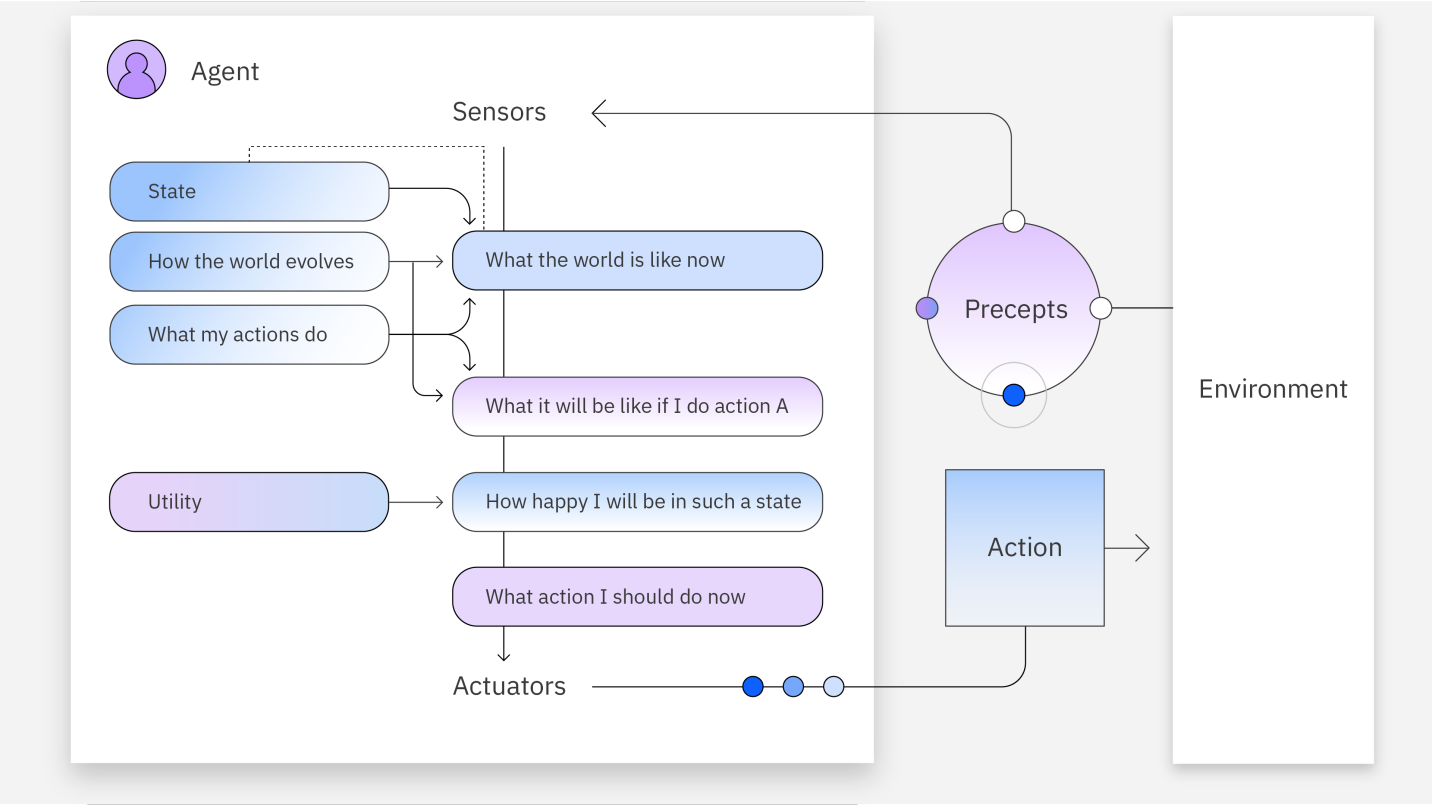 Agent
Sensors
State
How the world evolves
What the world is like now
What my actions do
What it will be like if I do action A
Utility
How happy I will be in such a state
What action I should do now
Actuators
Precepts
Action
Environment